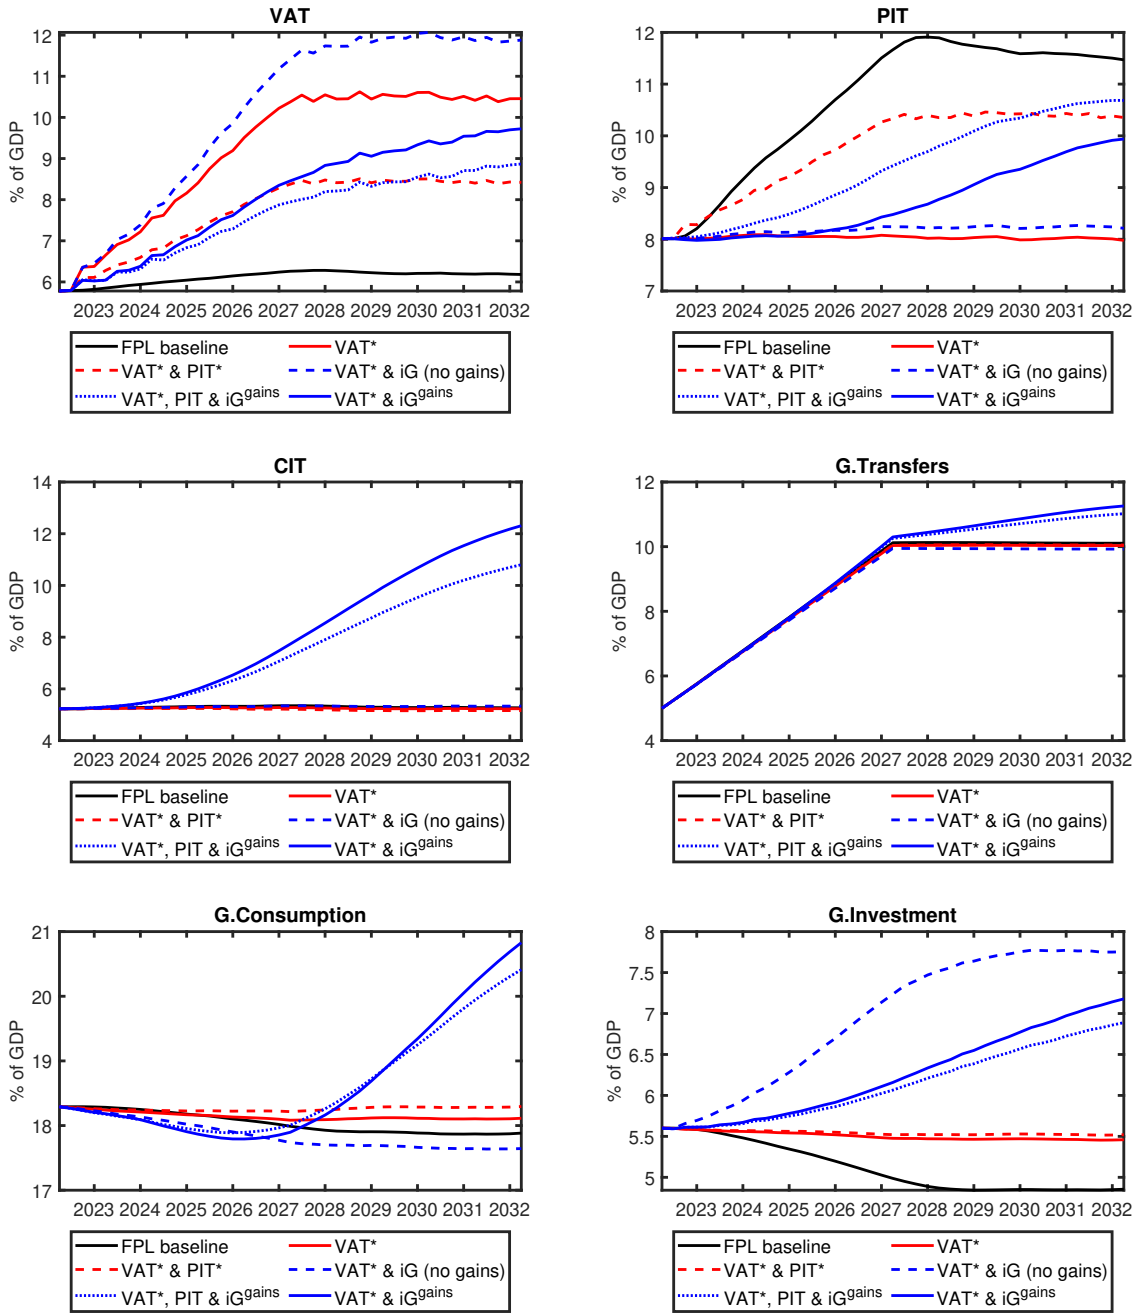 VAT
12
11
10
9
8
7
6
% of GDP
2023 2024 2025 2026 2027 2028 2029 2030 2031 2032
FPL baseline VAT*
VAT* & PIT* VAT* & iG (no gains)
VAT*, PIT & iGgains VAT* & iGgains
PIT
12
11
10
9
8
7
% of GDP
2023 2024 2025 2026 2027 2028 2029 2030 2031 2032
FPL baseline VAT*
VAT* & PIT* VAT* & iG (no gains)
VAT*, PIT & iGgains VAT* & iGgains
CIT
14
12
10
8
6
4
% of GDP
2023 2024 2025 2026 2027 2028 2029 2030 2031 2032
FPL baseline VAT*
VAT* & PIT* VAT* & iG (no gains)
VAT*, PIT & iGgains VAT* & iGgains
G.Transfers
12
10
8
6
4
% of GDP
2023 2024 2025 2026 2027 2028 2029 2030 2031 2032
FPL baseline VAT*
VAT* & PIT* VAT* & iG (no gains)
VAT*, PIT & iGgains VAT* & iGgains
G.Consumption
21
20
19
18
17
% of GDP
2023 2024 2025 2026 2027 2028 2029 2030 2031 2032
FPL baseline VAT*
VAT* & PIT* VAT* & iG (no gains)
VAT*, PIT & iGgains VAT* & iGgains
G.Investment
8
7.5
7
6.5
6
5.5
5
% of GDP
2023 2024 2025 2026 2027 2028 2029 2030 2031 2032
FPL baseline VAT*
VAT* & PIT* VAT* & iG (no gains)
VAT*, PIT & iGgains VAT* & iGgains